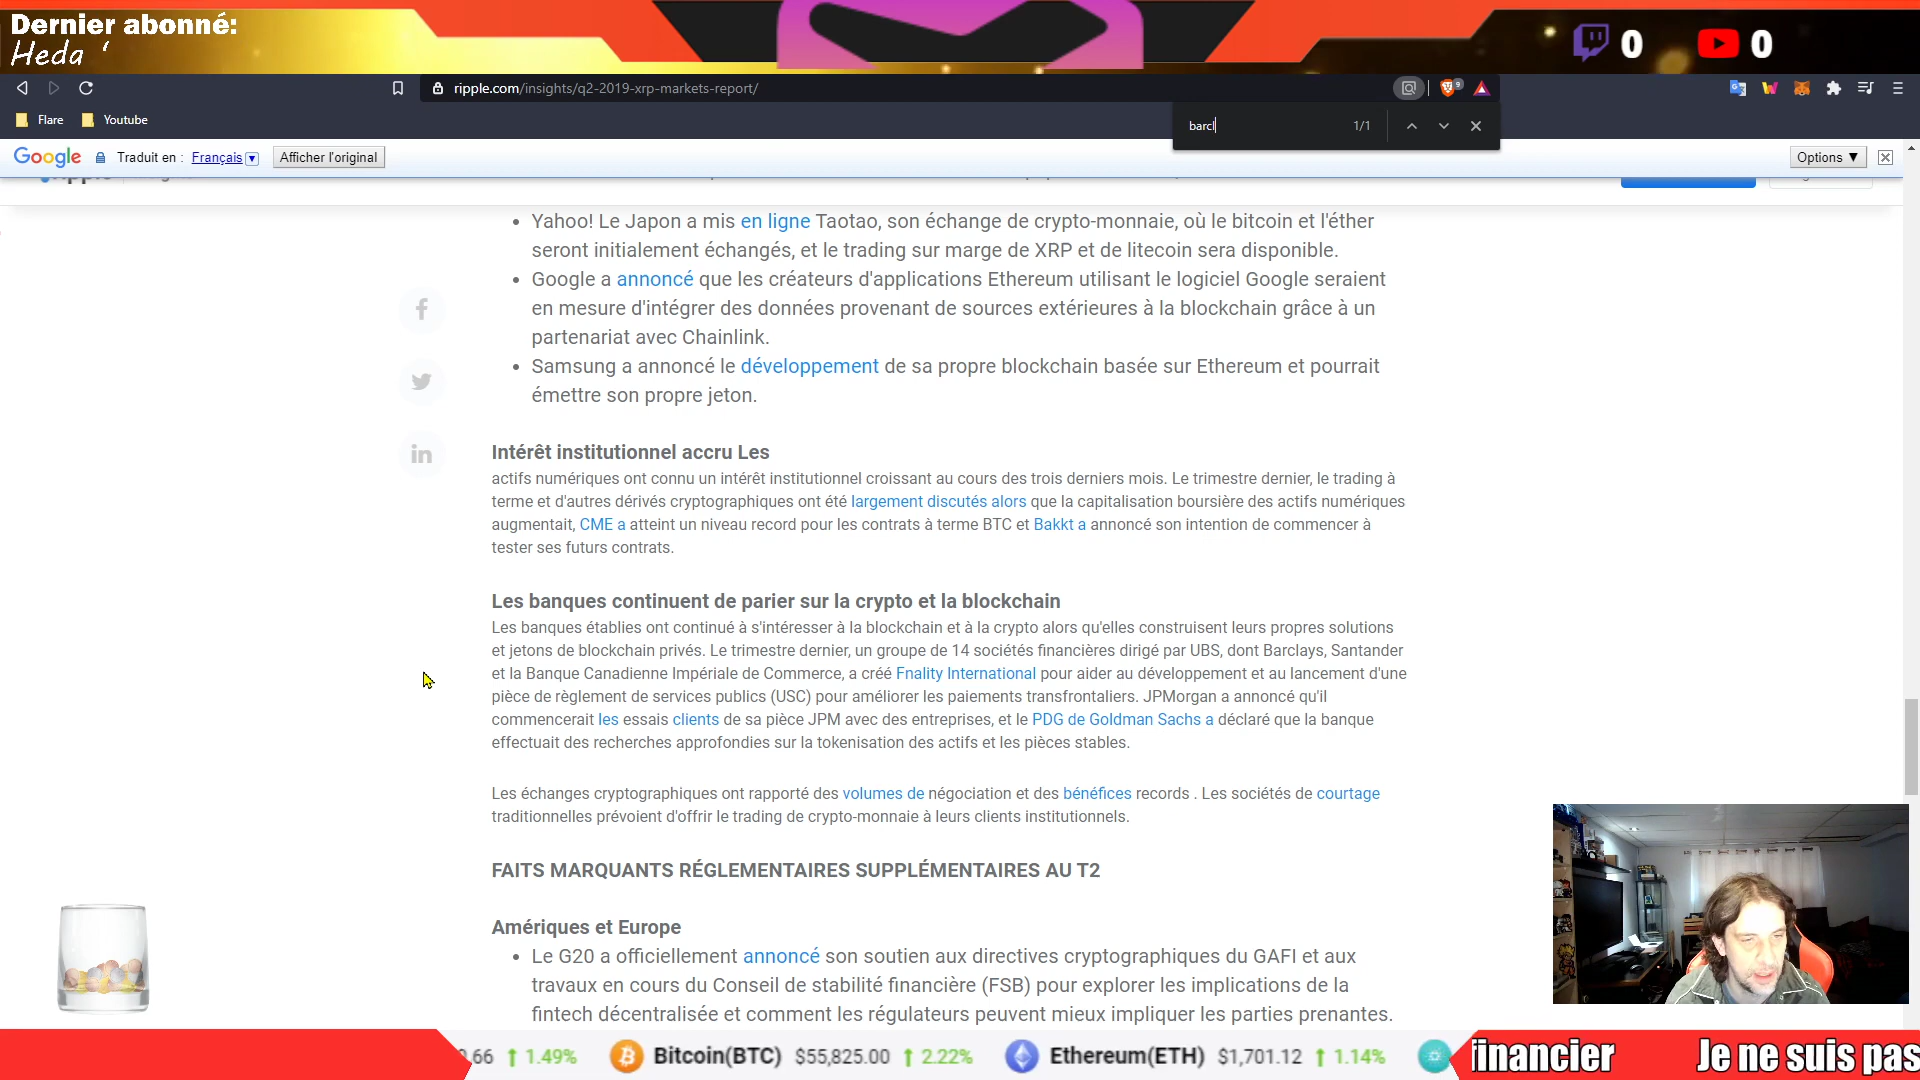 Dernier abonné:
Heda ‘
0
0
ripple.com/insights/q2-2019-xrp-markets-report/
9
Flare
Youtube
barcl
1/1
Google
Traduit en :
Français
Afficher l'original
Options ▼
Yahoo! Le Japon a mis en ligne Taotao, son échange de crypto-monnaie, où le bitcoin et l'éther
seront initialement échangés, et le trading sur marge de XRP et de litecoin sera disponible.
Google a annoncé que les créateurs d'applications Ethereum utilisant le logiciel Google seraient
en mesure d'intégrer des données provenant de sources extérieures à la blockchain grâce à un
partenariat avec Chainlink.
Samsung a annoncé le développement de sa propre blockchain basée sur Ethereum et pourrait
émettre son propre jeton.
Intérêt institutionnel accru Les
actifs numériques ont connu un intérêt institutionnel croissant au cours des trois derniers mois. Le trimestre dernier, le trading à
terme et d'autres dérivés cryptographiques ont été largement discutés alors que la capitalisation boursière des actifs numériques
augmentait, CME a atteint un niveau record pour les contrats à terme BTC et Bakkt a annoncé son intention de commencer à
tester ses futurs contrats.
Les banques continuent de parier sur la crypto et la blockchain
Les banques établies ont continué à s'intéresser à la blockchain et à la crypto alors qu'elles construisent leurs propres solutions
et jetons de blockchain privés. Le trimestre dernier, un groupe de 14 sociétés financières dirigé par UBS, dont Barclays, Santander
et la Banque Canadienne Impériale de Commerce, a créé Fnality International pour aider au développement et au lancement d'une
pièce de règlement de services publics (USC) pour améliorer les paiements transfrontaliers. JPMorgan a annoncé qu'il
commencerait les essais clients de sa pièce JPM avec des entreprises, et le PDG de Goldman Sachs a déclaré que la banque
effectuait des recherches approfondies sur la tokenisation des actifs et les pièces stables.
Les échanges cryptographiques ont rapporté des volumes de négociation et des bénéfices records . Les sociétés de courtage
traditionnelles prévoient d'offrir le trading de crypto-monnaie à leurs clients institutionnels.
FAITS MARQUANTS RÉGLEMENTAIRES SUPPLÉMENTAIRES AU T2
Amériques et Europe
Le G20 a officiellement annoncé son soutien aux directives cryptographiques du GAFI et aux
travaux en cours du Conseil de stabilité financière (FSB) pour explorer les implications de la
fintech décentralisée et comment les régulateurs peuvent mieux impliquer les parties prenantes.
.66 ↑ 1.49% Bitcoin(BTC) $55,825.00 ↑ 2.22% Ethereum(ETH) $1,701.12 ↑ 1.14%
financier Je ne suis pas